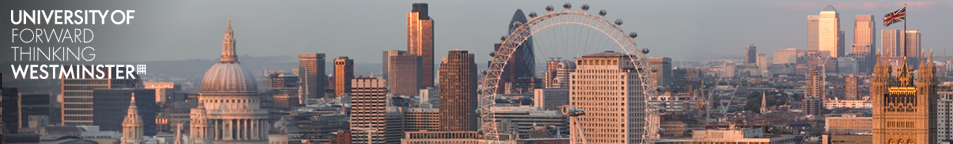 UNIVERSITY OF
FORWARD
THINKING
WESTMINSTER